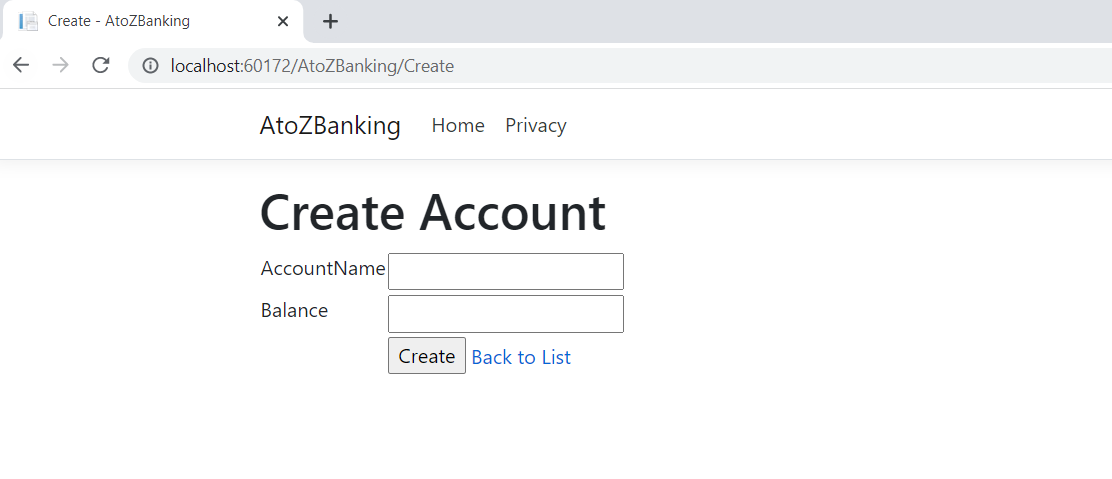 Create - AtoZBanking
localhost:60172/AtoZBanking/Create
AtoZBanking Home Privacy
Create Account
AccountName
Balance
Create Back to List